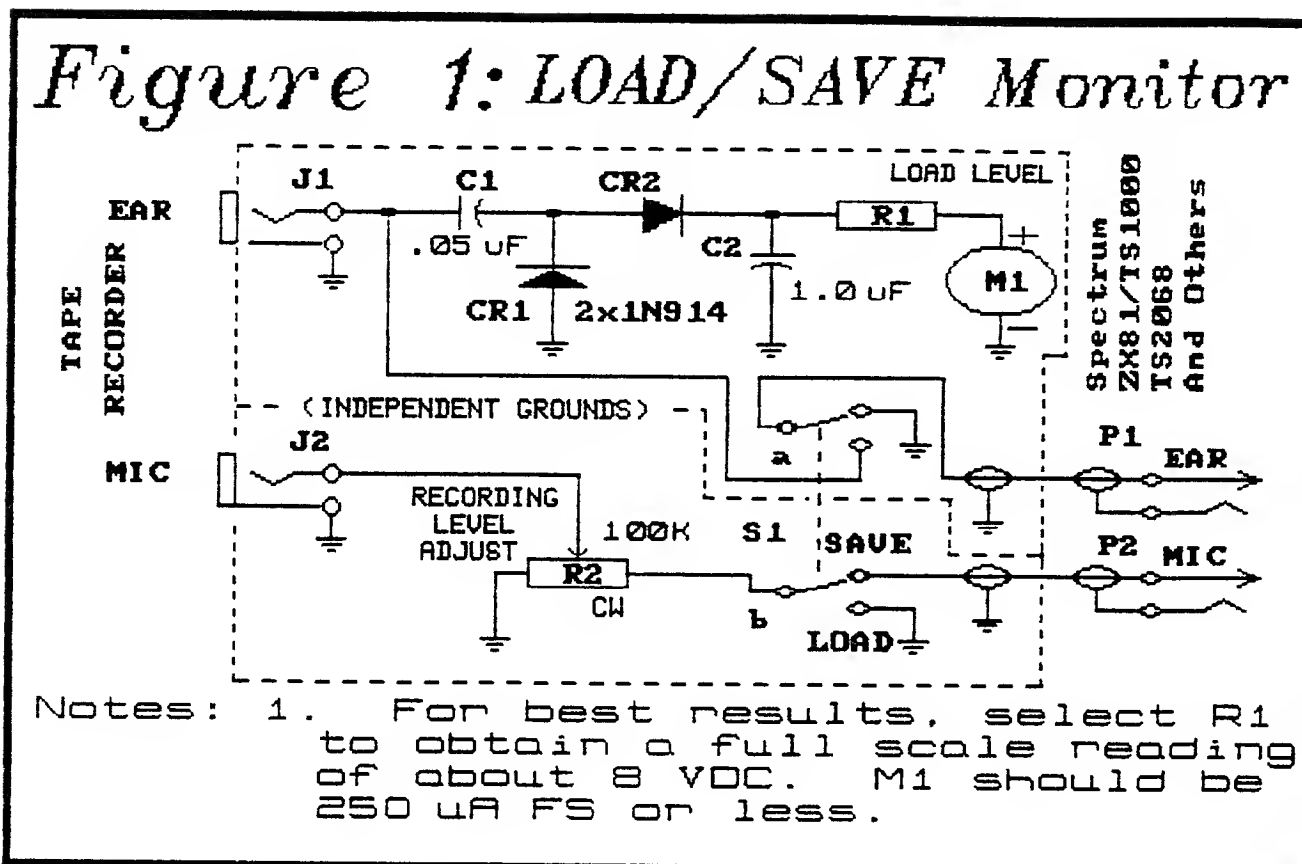 Figure 1: LOAD/SAVE Monitor
LOAD LEVEL
J1
C1
CR2
EAR
R1
.05 uF
C2
+
M1
1.0 uF
CR1
2x1N914
−
TAPE
RECORDER
Spectrum
ZX81/TS1000
TS2068
And Others
(INDEPENDENT GROUNDS)
J2
a
P1
EAR
MIC
RECORDING
LEVEL
ADJUST
100K
S1
SAVE
P2
MIC
R2
CW
b
LOAD
Notes: 1. For best results, select R1
to obtain a full scale reading
of about 8 VDC. M1 should be
250 uA FS or less.